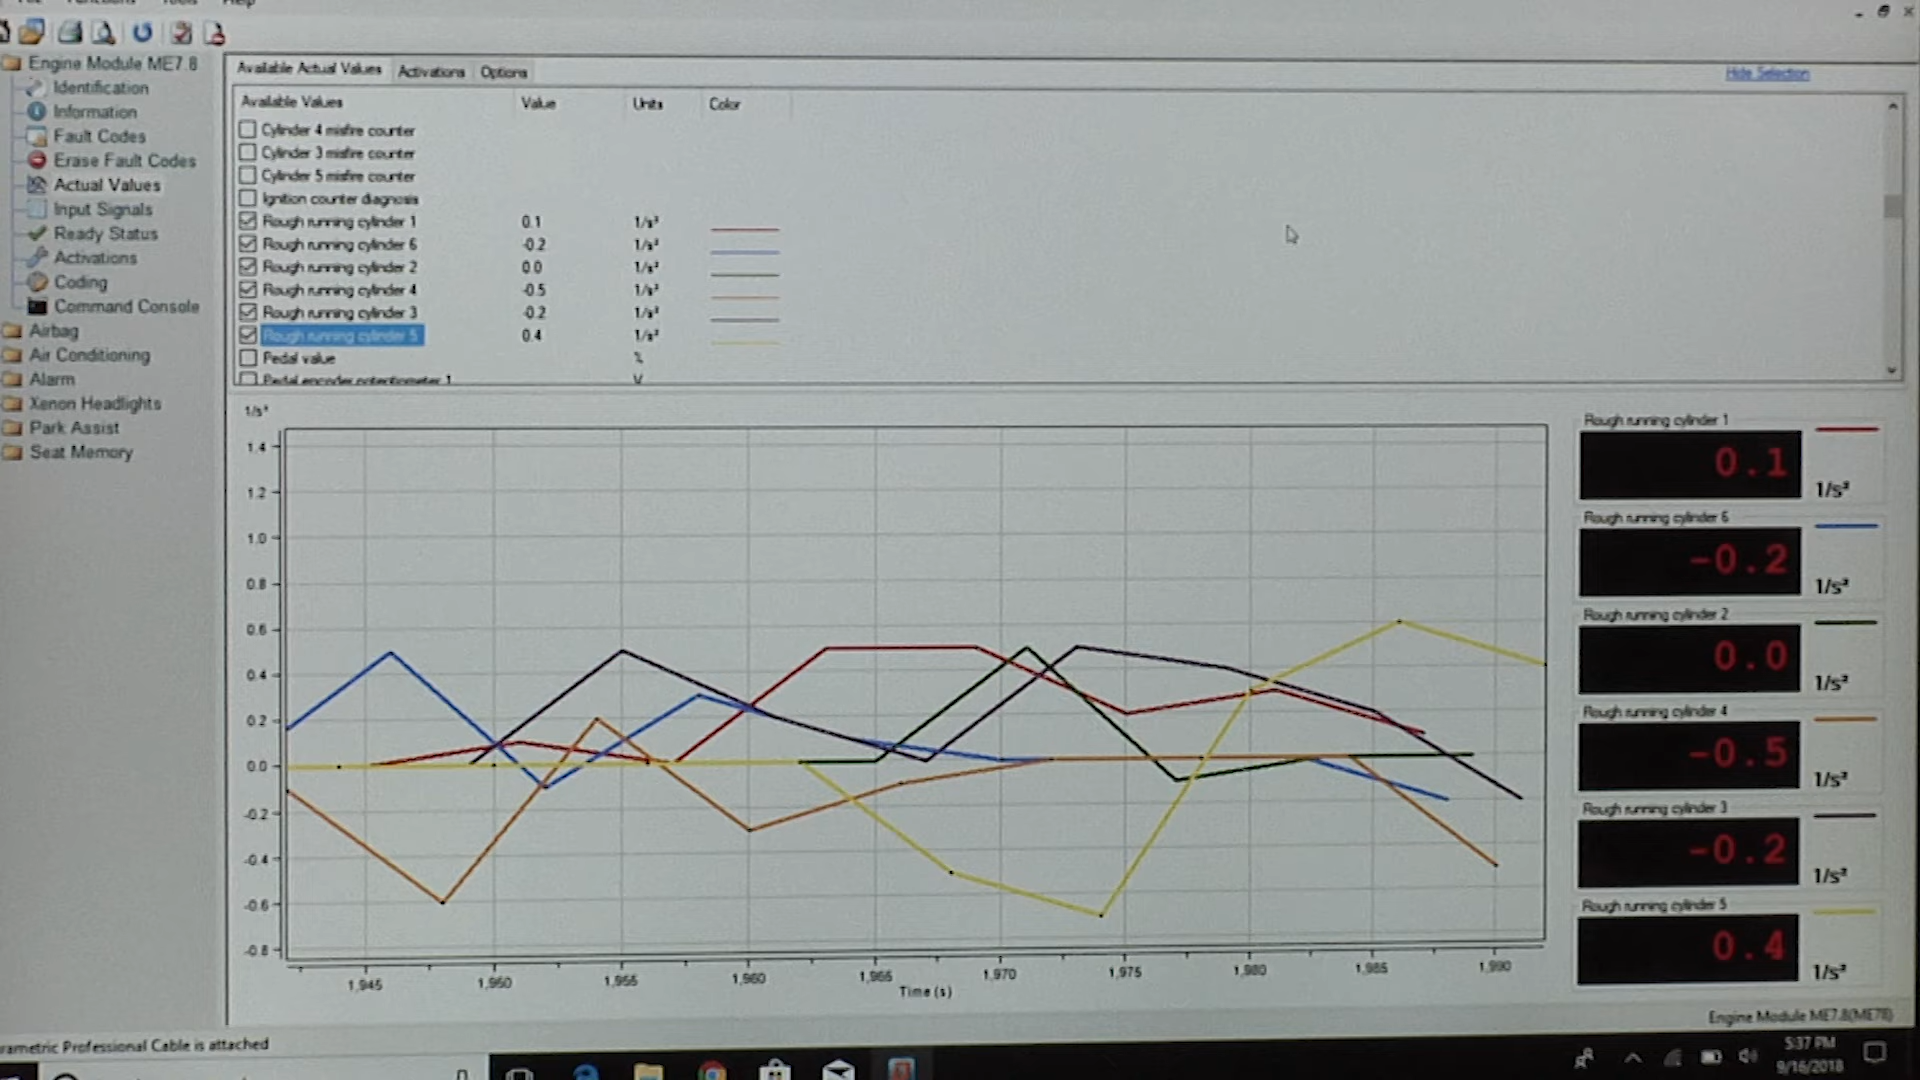 Functions Tools Help
Engine Module ME7.8
Identification
Information
Fault Codes
Erase Fault Codes
Actual Values
Input Signals
Ready Status
Activations
Coding
Command Console
Airbag
Air Conditioning
Alarm
Xenon Headlights
Park Assist
Seat Memory
Available Actual Values Activations Options
Hide Selection
Available Values Value Units Color
Cylinder 4 misfire counter
Cylinder 3 misfire counter
Cylinder 5 misfire counter
Ignition counter diagnosis
Rough running cylinder 1 0.1 1/s²
Rough running cylinder 6 -0.2 1/s²
Rough running cylinder 2 0.0 1/s²
Rough running cylinder 4 -0.5 1/s²
Rough running cylinder 3 -0.2 1/s²
Rough running cylinder 5 0.4 1/s²
Pedal value %
Pedal encoder potentiometer 1 V
1/s²
1.4
1.2
1.0
0.8
0.6
0.4
0.2
0.0
-0.2
-0.4
-0.6
-0.8
1,945 1,950 1,955 1,960 1,965 1,970 1,975 1,980 1,985 1,990
Time (s)
Rough running cylinder 1
0.1
1/s²
Rough running cylinder 6
-0.2
1/s²
Rough running cylinder 2
0.0
1/s²
Rough running cylinder 4
-0.5
1/s²
Rough running cylinder 3
-0.2
1/s²
Rough running cylinder 5
0.4
1/s²
Engine Module ME7.8(ME78)
rametric Professional Cable is attached
5:37 PM
9/16/2018